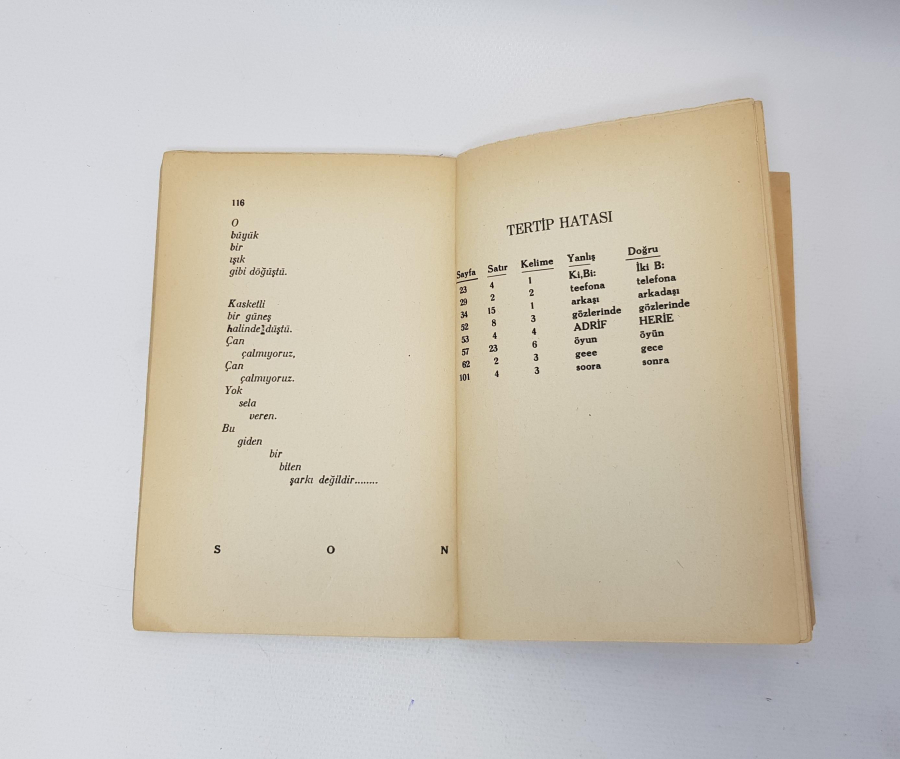 116
O
büyük
bir
ışık
gibi döğüştü.
Kasketli
bir güneş
halinde düştü.
Çan
çalmıyoruz,
Çan
çalmıyoruz.
Yok
sela
veren.
Bu
giden
bir
biten
şarkı değildir........
S O N
TERTİP HATASI
Sayfa Satır Kelime Yanlış Doğru
23 4 1 Ki,Bi: İki B:
29 2 2 teefona telefona
34 15 1 arkaşı arkadaşı
52 8 3 gözlerinde gözlerinde
53 4 4 ADRİF HERIE
57 23 6 öyun öyün
62 2 3 geee gece
101 4 3 soora sonra